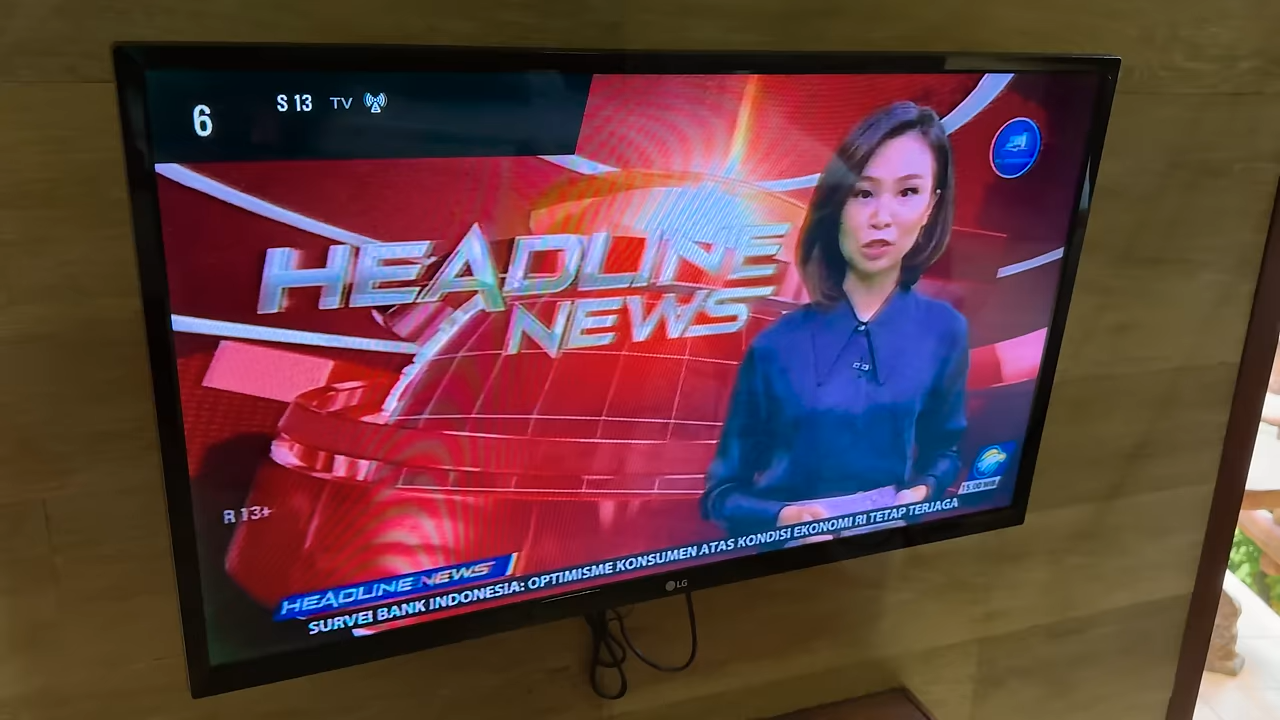 6
S 13 TV
HEADLINE
NEWS
R 13+
15:00 WIB
HEADLINE NEWS
SURVEI BANK INDONESIA: OPTIMISME KONSUMEN ATAS KONDISI EKONOMI RI TETAP TERJAGA
LG